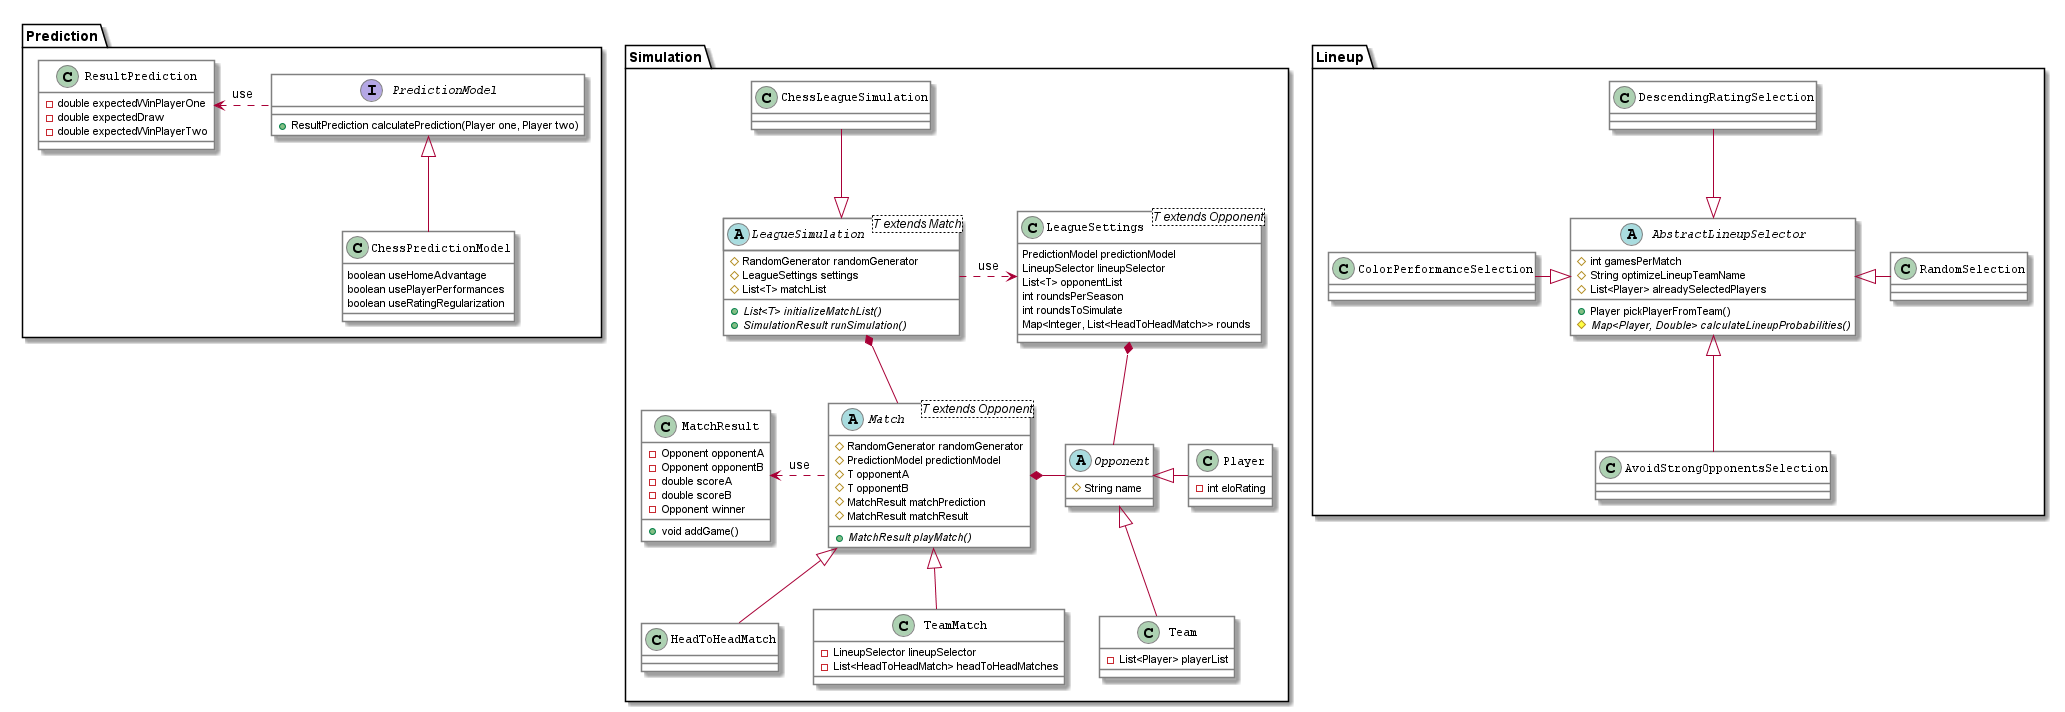 Prediction
C ResultPrediction
double expectedWinPlayerOne
double expectedDraw
double expectedWinPlayerTwo
use
I PredictionModel
ResultPrediction calculatePrediction(Player one, Player two)
C ChessPredictionModel
boolean useHomeAdvantage
boolean usePlayerPerformances
boolean useRatingRegularization
Simulation
C ChessLeagueSimulation
A LeagueSimulation
T extends Match
RandomGenerator randomGenerator
LeagueSettings settings
List<T> matchList
List<T> initializeMatchList()
SimulationResult runSimulation()
use
C LeagueSettings
T extends Opponent
PredictionModel predictionModel
LineupSelector lineupSelector
List<T> opponentList
int roundsPerSeason
int roundsToSimulate
Map<Integer, List<HeadToHeadMatch>> rounds
C MatchResult
Opponent opponentA
Opponent opponentB
double scoreA
double scoreB
Opponent winner
void addGame()
use
A Match
T extends Opponent
RandomGenerator randomGenerator
PredictionModel predictionModel
T opponentA
T opponentB
MatchResult matchPrediction
MatchResult matchResult
MatchResult playMatch()
A Opponent
String name
C Player
int eloRating
C HeadToHeadMatch
C TeamMatch
LineupSelector lineupSelector
List<HeadToHeadMatch> headToHeadMatches
C Team
List<Player> playerList
Lineup
C DescendingRatingSelection
C ColorPerformanceSelection
A AbstractLineupSelector
int gamesPerMatch
String optimizeLineupTeamName
List<Player> alreadySelectedPlayers
Player pickPlayerFromTeam()
Map<Player, Double> calculateLineupProbabilities()
C RandomSelection
C AvoidStrongOpponentsSelection